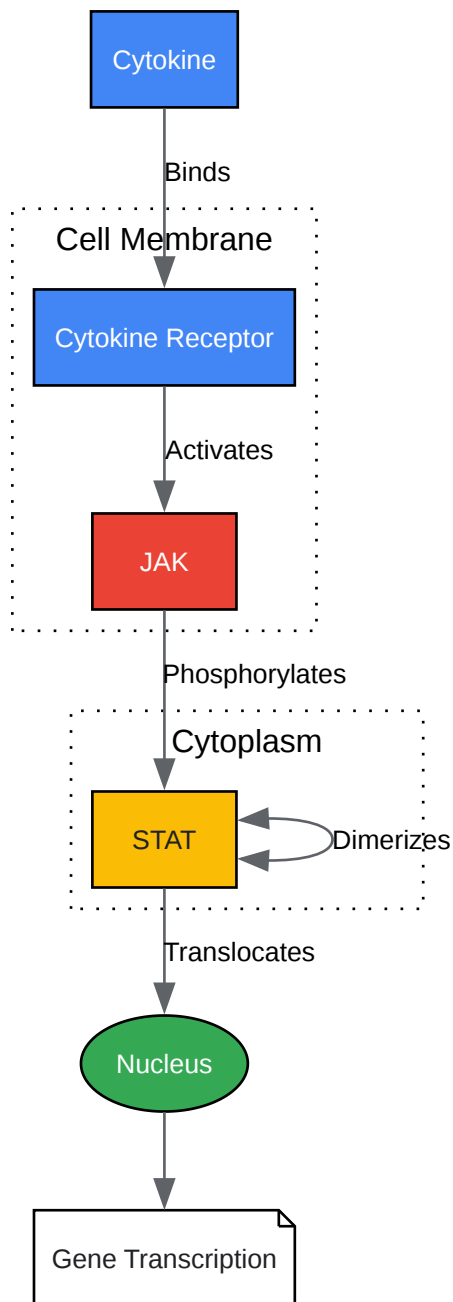 Cytokine
Binds
Cell Membrane
Cytokine Receptor
Activates
JAK
Phosphorylates
Cytoplasm
STAT
Dimerizes
Translocates
Nucleus
Gene Transcription